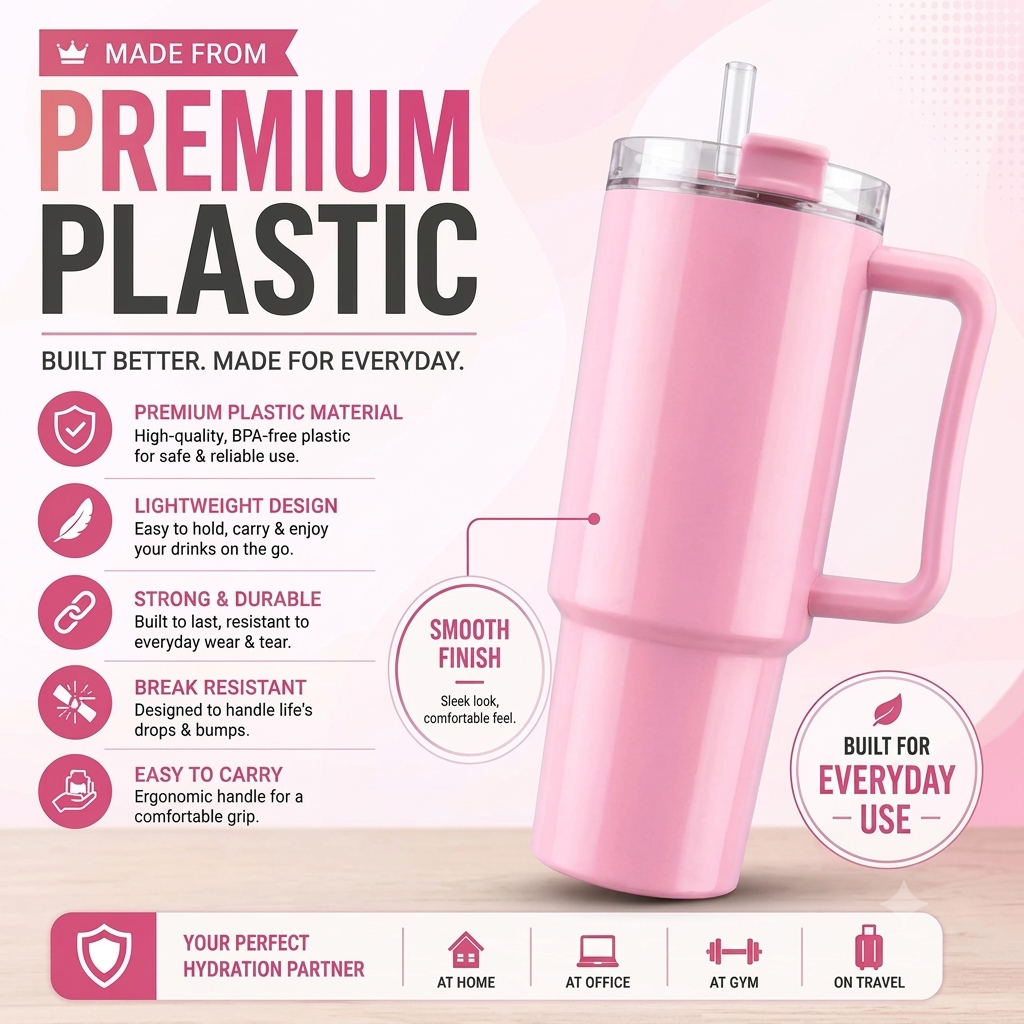 MADE FROM
PREMIUM
PLASTIC
BUILT BETTER. MADE FOR EVERYDAY.
PREMIUM PLASTIC MATERIAL
High-quality, BPA-free plastic
for safe & reliable use.
LIGHTWEIGHT DESIGN
Easy to hold, carry & enjoy
your drinks on the go.
STRONG & DURABLE
Built to last, resistant to
everyday wear & tear.
BREAK RESISTANT
Designed to handle life's
drops & bumps.
EASY TO CARRY
Ergonomic handle for a
comfortable grip.
SMOOTH
FINISH
Sleek look,
comfortable feel.
BUILT FOR
EVERYDAY
USE
YOUR PERFECT
HYDRATION PARTNER
AT HOME
AT OFFICE
AT GYM
ON TRAVEL